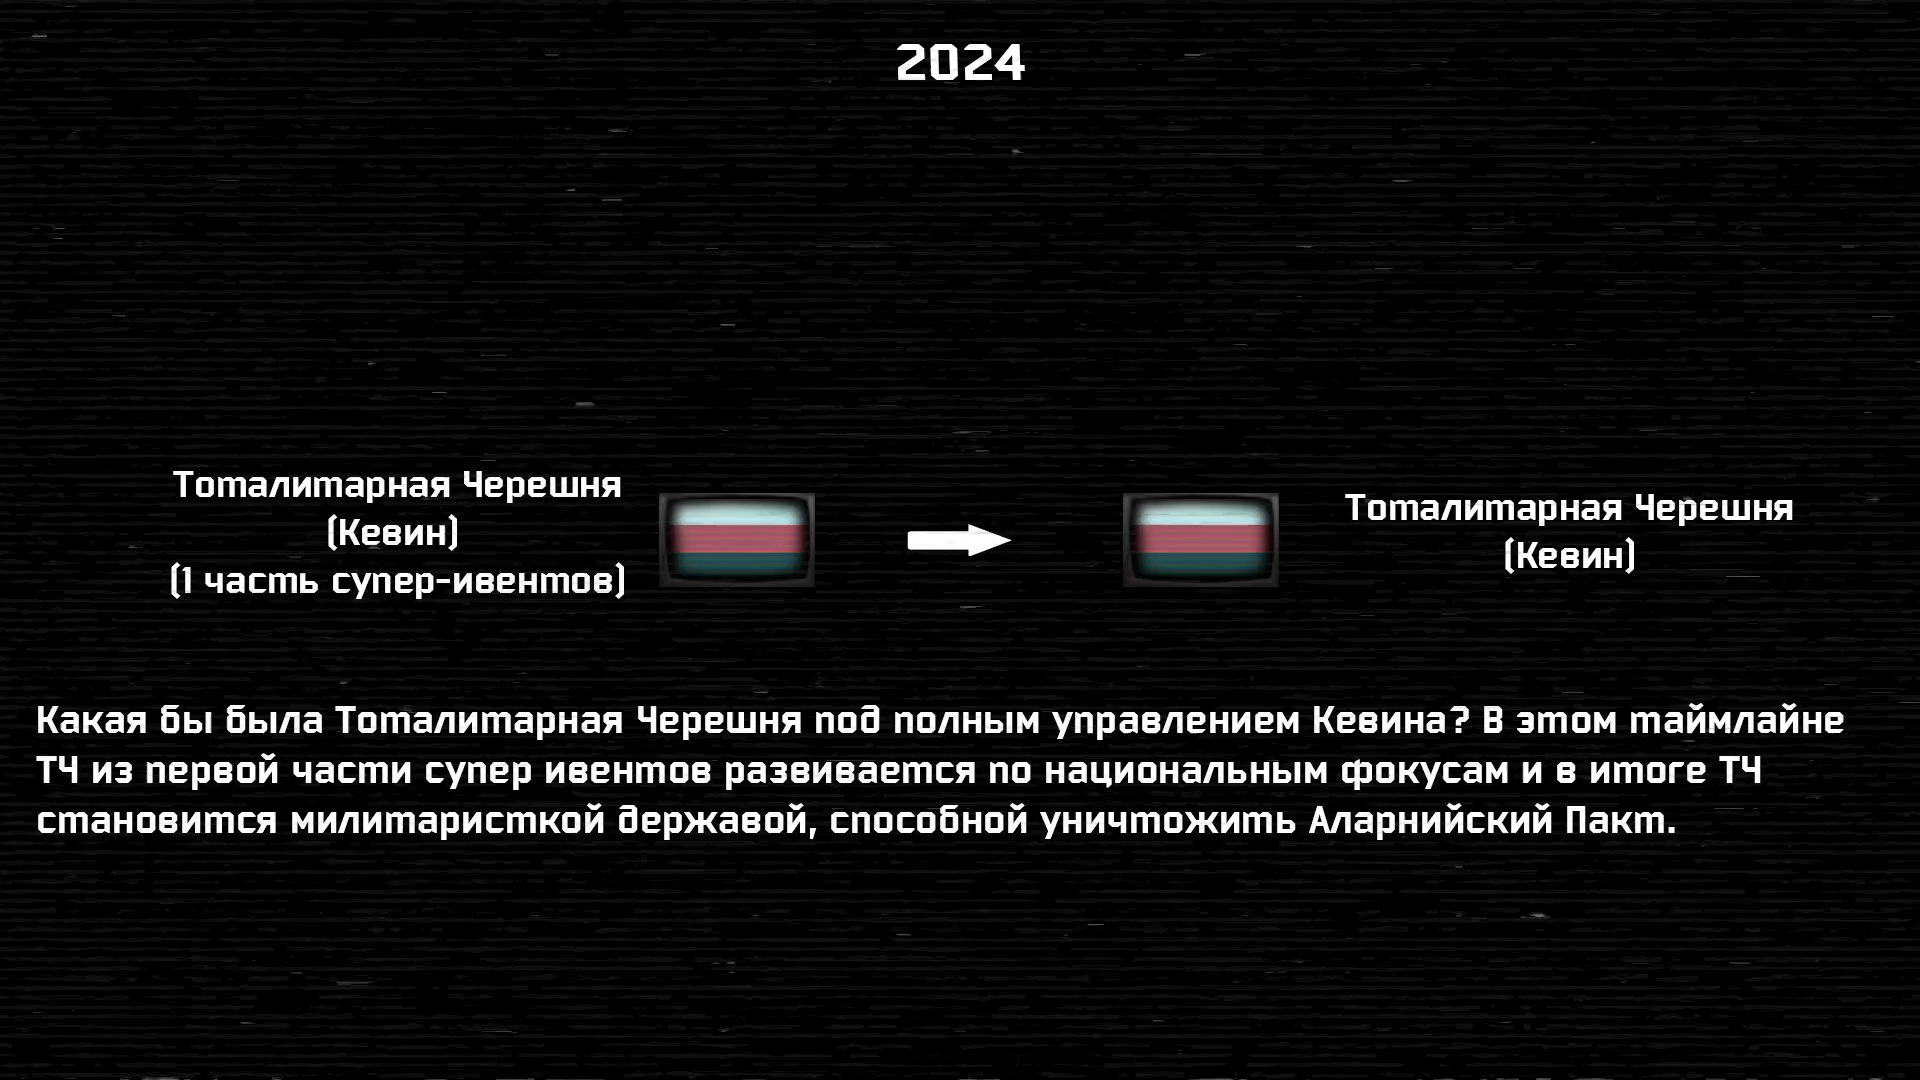 2024
Тоталитарная Черешня
(Кевин)
(1 часть супер-ивентов)
Тоталитарная Черешня
(Кевин)
Какая бы была Тоталитарная Черешня под полным управлением Кевина? В этом таймлайне
ТЧ из первой части супер ивентов развивается по национальным фокусам и в итоге ТЧ
становится милитаристкой державой, способной уничтожить Аларнийский Пакт.